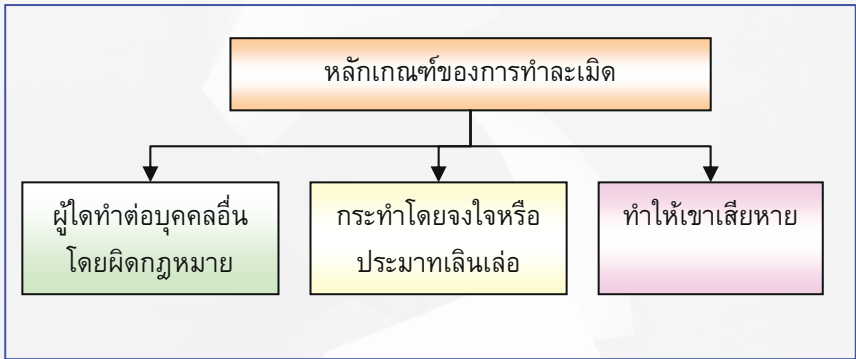 หลักเกณฑ์ของการทำละเมิด
ผู้ใดทำต่อบุคคลอื่น
โดยผิดกฎหมาย
กระทำโดยจงใจหรือ
ประมาทเลินเล่อ
ทำให้เขาเสียหาย